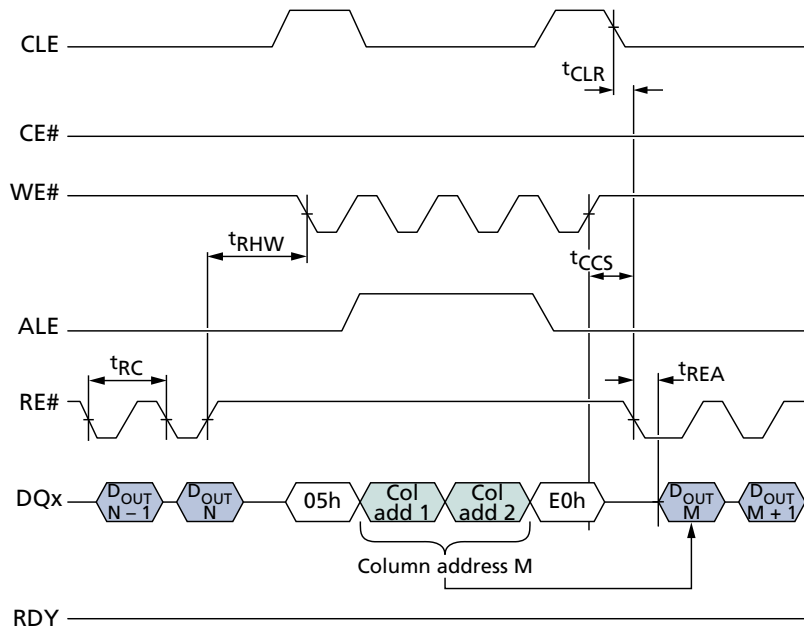 CLE
tCLR
CE#
WE#
tRHW
tCCS
ALE
tRC
tREA
RE#
DQx
DOUT
N – 1
DOUT
N
05h
Col
add 1
Col
add 2
E0h
DOUT
M
DOUT
M + 1
Column address M
RDY